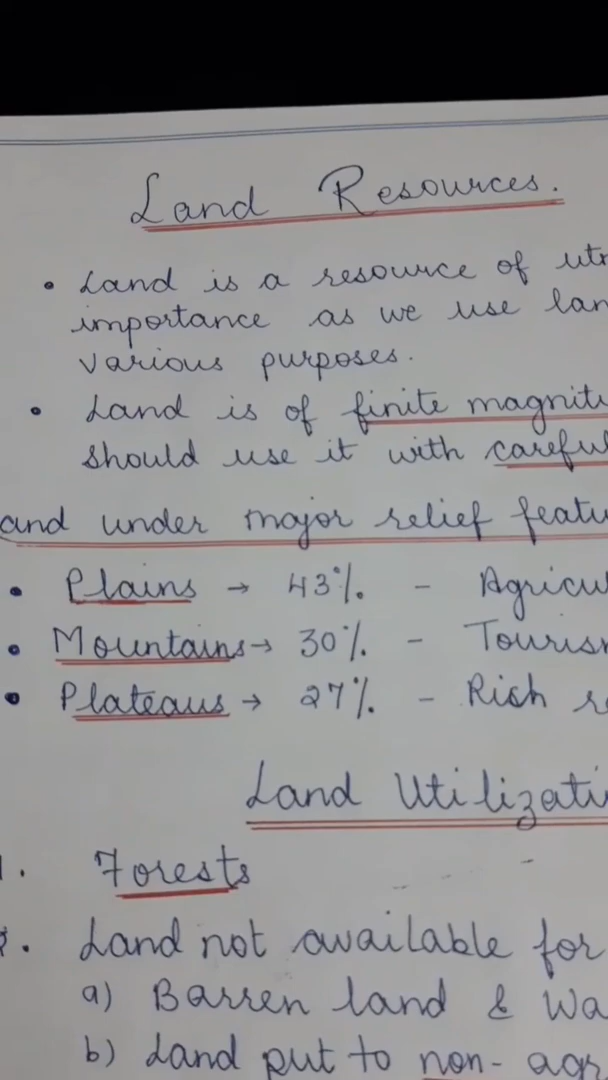 Land Resources.
• Land is a resource of
importance as we use
various purposes.
• Land is of finite
should use it with
under major relief
• Plains → 43% - 
• Mountains → 30% - 
• Plateaus → 27% - Rich
Land
1. Forests
2. Land not available for
a) Barren land &
b) Land put to non-